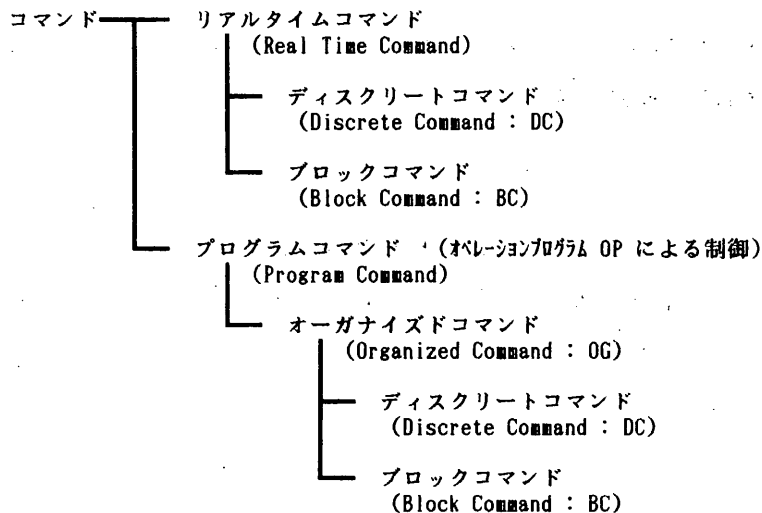 コマンド リアルタイムコマンド
(Real Time Command)
ディスクリートコマンド
(Discrete Command : DC)
ブロックコマンド
(Block Command : BC)
プログラムコマンド (オペレーションプログラム OP による制御)
(Program Command)
オーガナイズドコマンド
(Organized Command : OG)
ディスクリートコマンド
(Discrete Command : DC)
ブロックコマンド
(Block Command : BC)